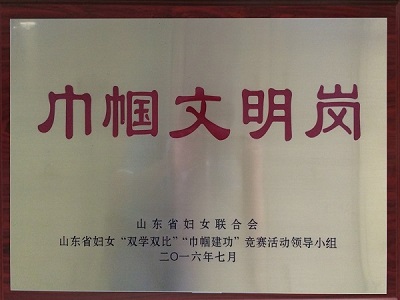 巾帼文明岗
山东省妇女联合会
山东省妇女“双学双比”“巾帼建功”竞赛活动领导小组
二〇一六年七月